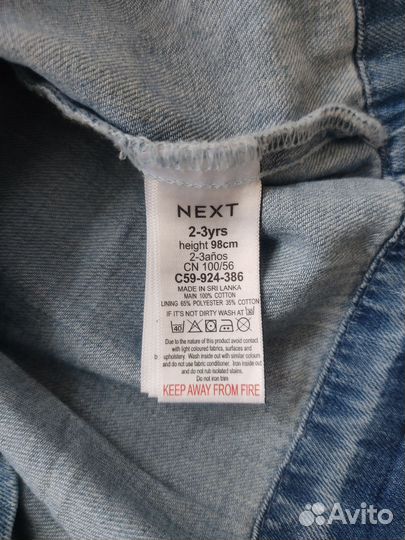 NEXT
2-3yrs
height 98cm
2-3años
CN 100/56
C59-924-386
MADE IN SRI LANKA
MAIN 100% COTTON
LINING 65% POLYESTER 35% COTTON
IF IT'S NOT DIRTY WASH AT 30
40
Due to the nature of this product avoid contact
with light coloured fabrics, surfaces and
upholstery. Wash inside out with similar colours
and do not use fabric conditioner. Iron inside out
and do not rub isolated stains.
Do not iron trim
KEEP AWAY FROM FIRE
Avito